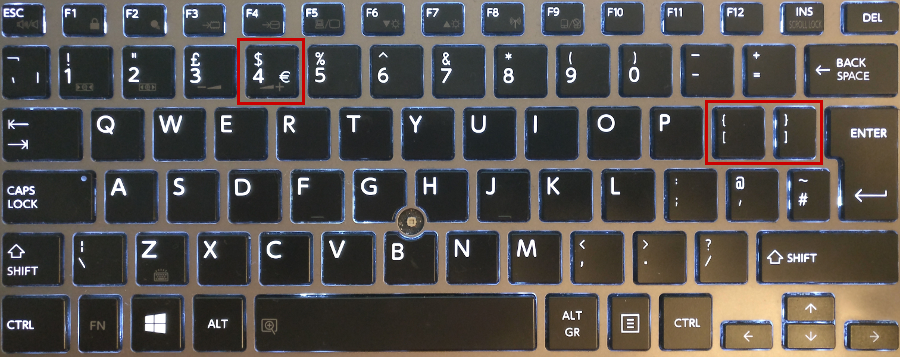 ESC F1 F2 F3 F4 F5 F6 F7 F8 F9 F10 F11 F12 INS SCROLL LOCK DEL
¬ ` ¦ ! 1 " 2 £ 3 $ 4 € % 5 ^ 6 & 7 * 8 ( 9 ) 0 _ - + = ← BACK SPACE
Q W E R T Y U I O P { [ } ] ENTER
CAPS LOCK A S D F G H J K L : ; @ ' ~ #
SHIFT | \ Z X C V B N M < , > . ? / SHIFT
CTRL FN ALT ALT GR CTRL ← ↑ ↓ →